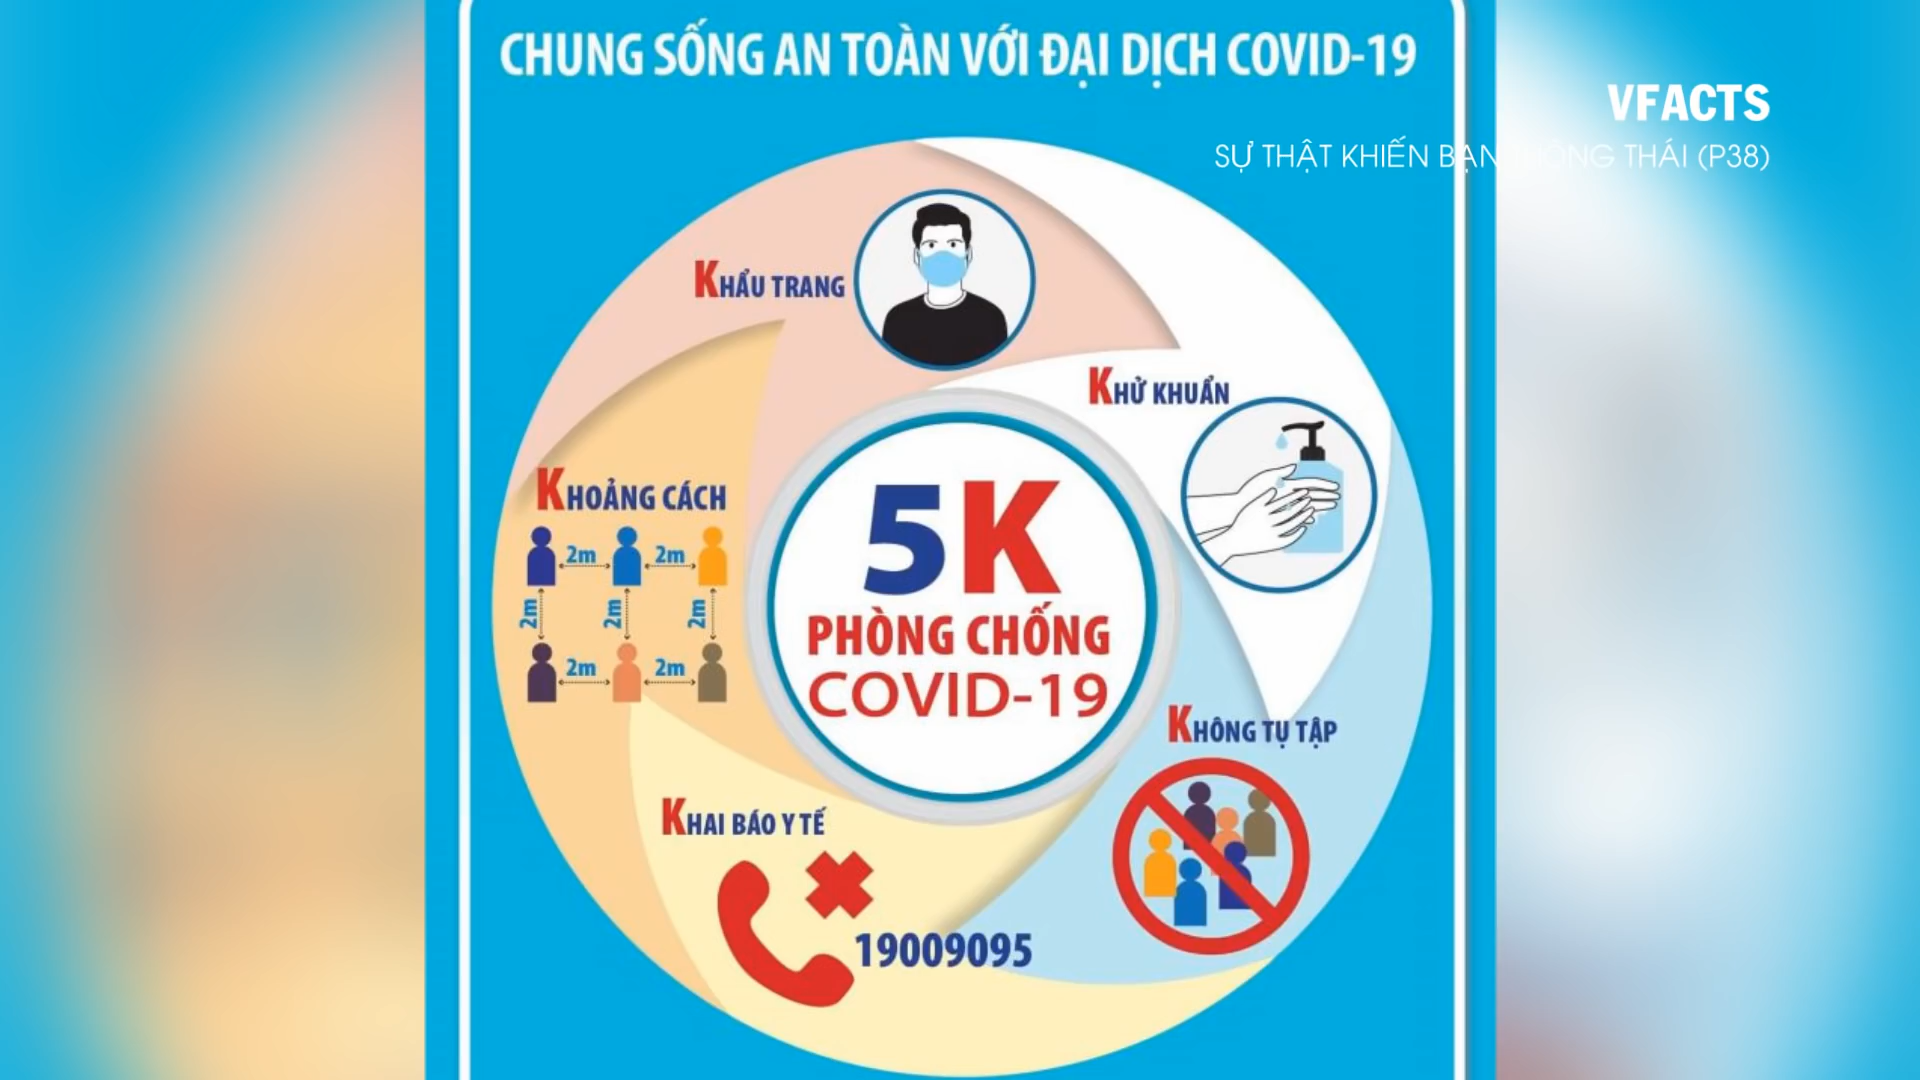 CHUNG SỐNG AN TOÀN VỚI ĐẠI DỊCH COVID-19
VFACTS
SỰ THẬT KHIẾN BẠN THÔNG THÁI (P38)
KHẨU TRANG
KHỬ KHUẨN
KHOẢNG CÁCH
2m 2m
2m 2m 2m
2m 2m
5K
PHÒNG CHỐNG
COVID-19
KHÔNG TỤ TẬP
KHAI BÁO Y TẾ
19009095